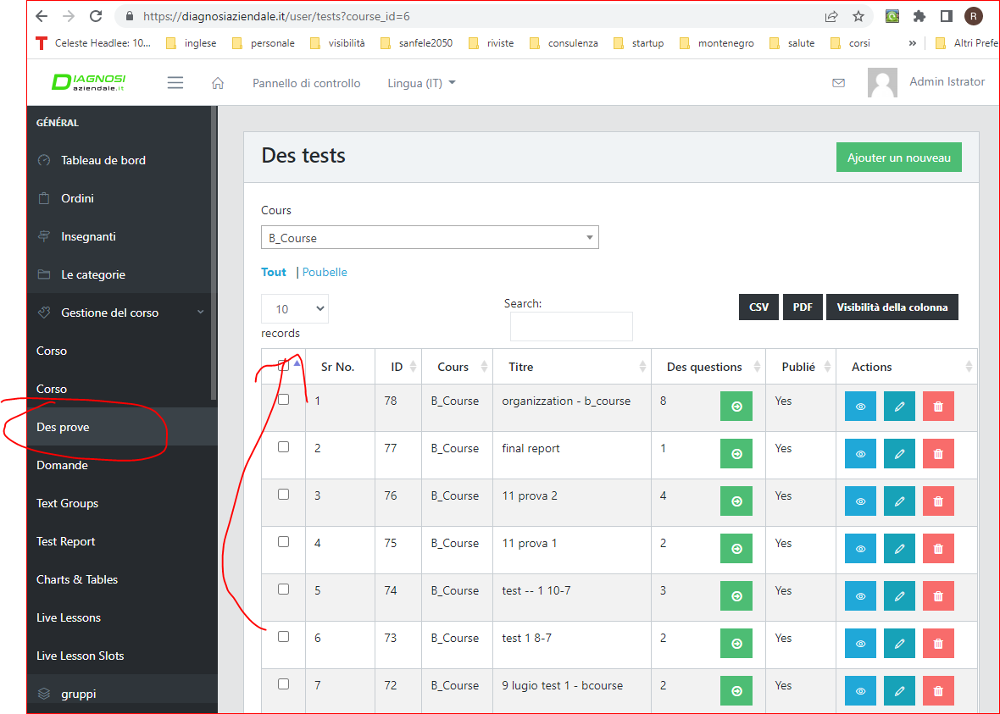 https://diagnosiaziendale.it/user/tests?course_id=6
R
T Celeste Headlee: 10... inglese personale visibilità sanfele2050 riviste consulenza startup montenegro salute corsi » Altri Prefe
DIAGNOSI
aziendale.it
Pannello di controllo Lingua (IT) Admin Istrator
GÉNÉRAL
Tableau de bord
Ordini
Insegnanti
Le categorie
Gestione del corso
Corso
Corso
Des prove
Domande
Text Groups
Test Report
Charts & Tables
Live Lessons
Live Lesson Slots
gruppi
Des tests Ajouter un nouveau
Cours
B_Course
Tout | Poubelle
10 records Search: CSV PDF Visibilità della colonna
Sr No. ID Cours Titre Des questions Publié Actions
1 78 B_Course organizzation - b_course 8 Yes
2 77 B_Course final report 1 Yes
3 76 B_Course 11 prova 2 4 Yes
4 75 B_Course 11 prova 1 2 Yes
5 74 B_Course test -- 1 10-7 3 Yes
6 73 B_Course test 1 8-7 2 Yes
7 72 B_Course 9 lugio test 1 - bcourse 2 Yes